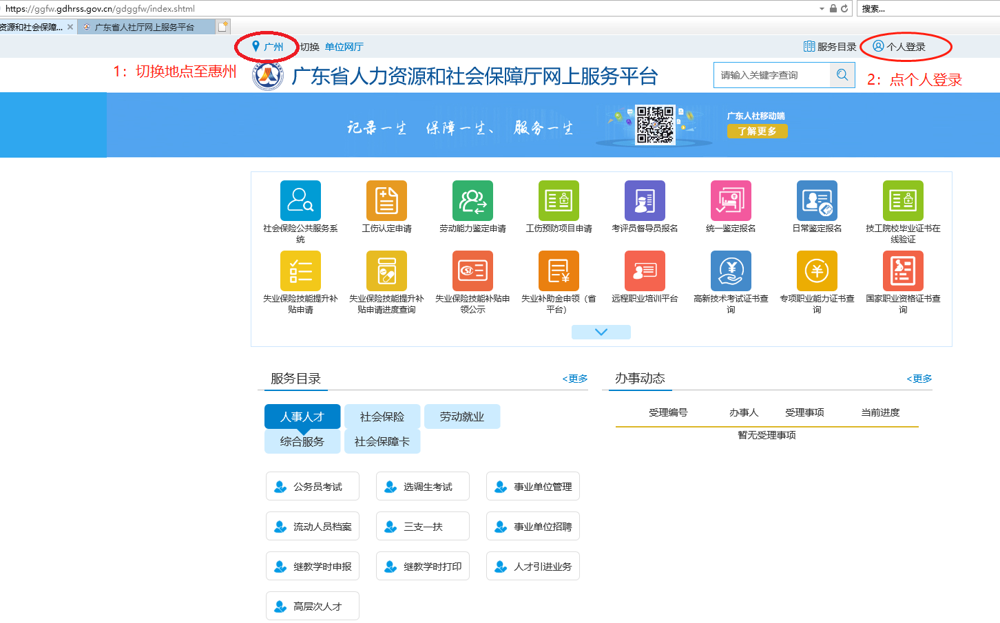 https://ggfw.gdhrss.gov.cn/gdggfw/index.shtml
搜索...
资源和社会保障...
广东省人社厅网上服务平台
广州
切换
单位网厅
服务目录
个人登录
1：切换地点至惠州
广东省人力资源和社会保障厅网上服务平台
请输入关键字查询
2：点个人登录
记录一生 保障一生、服务一生
广东人社移动端
了解更多
社会保险公共服务系
统
工伤认定申请
劳动能力鉴定申请
工伤预防项目申请
考评员督导员报名
统一鉴定报名
日常鉴定报名
技工院校毕业证书在
线验证
失业保险技能提升补
贴申请
失业保险技能提升补
贴申请进度查询
失业保险技能补贴申
领公示
失业补助金申领（省
平台）
远程职业培训平台
高新技术考试证书查
询
专项职业能力证书查
询
国家职业资格证书查
询
服务目录
<更多
办事动态
<更多
人事人才
社会保险
劳动就业
综合服务
社会保障卡
受理编号
办事人
受理事项
当前进度
暂无受理事项
公务员考试
选调生考试
事业单位管理
流动人员档案
三支一扶
事业单位招聘
继教学时申报
继教学时打印
人才引进业务
高层次人才